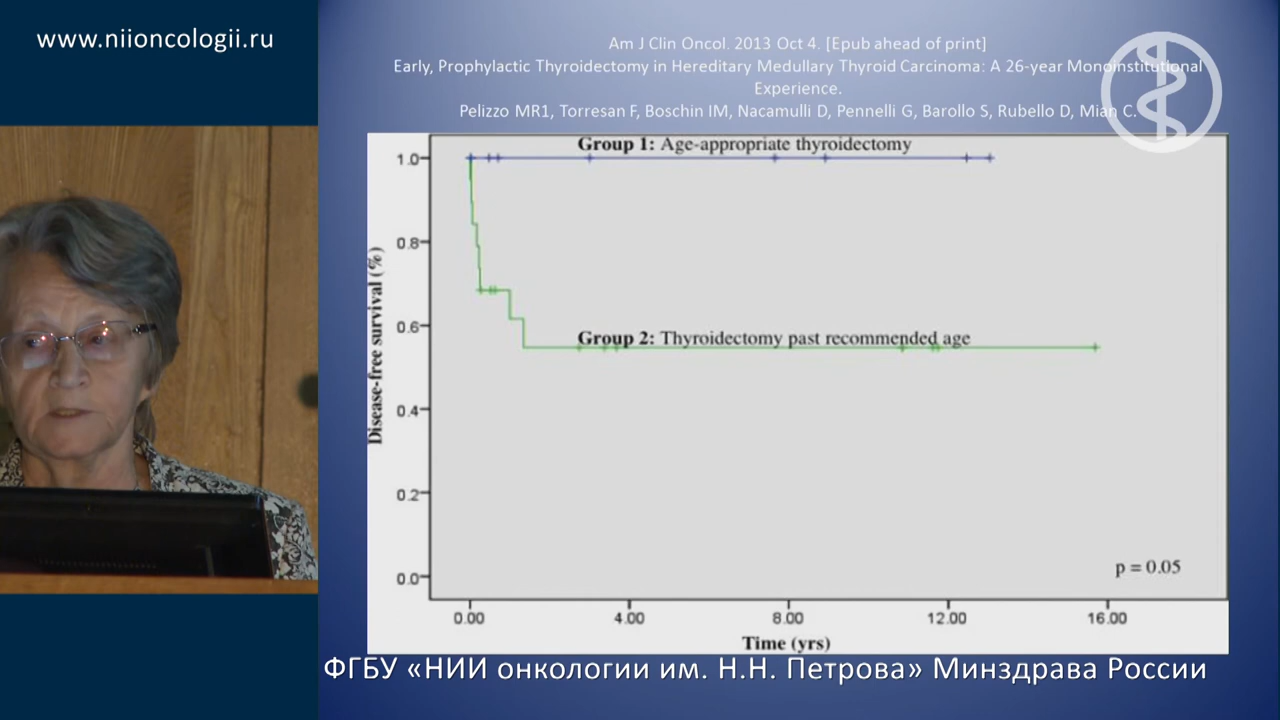 www.niioncologii.ru
Am J Clin Oncol. 2013 Oct 4. [Epub ahead of print]
Early, Prophylactic Thyroidectomy in Hereditary Medullary Thyroid Carcinoma: A 26-year Monoinstitutional
Experience.
Pelizzo MR1, Torresan F, Boschin IM, Nacamulli D, Pennelli G, Barollo S, Rubello D, Mian C.
Group 1: Age-appropriate thyroidectomy
1.0
0.8
0.6
0.4
0.2
0.0
Disease-free survival (%)
Group 2: Thyroidectomy past recommended age
p = 0.05
0.00 4.00 8.00 12.00 16.00
Time (yrs)
ФГБУ «НИИ онкологии им. Н.Н. Петрова» Минздрава России